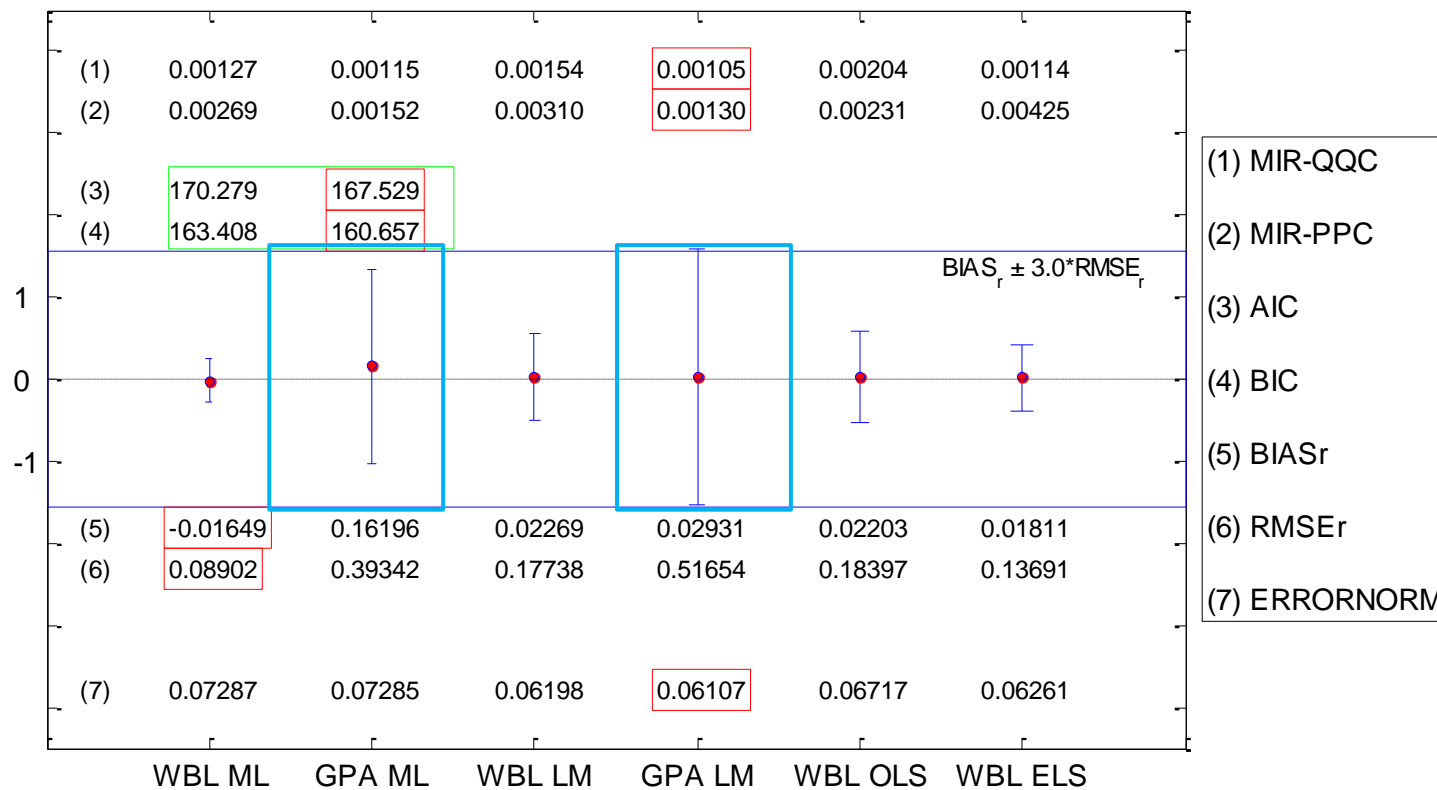 (1) 0.00127 0.00115 0.00154 0.00105 0.00204 0.00114
(2) 0.00269 0.00152 0.00310 0.00130 0.00231 0.00425
(3) 170.279 167.529
(4) 163.408 160.657
BIASr ± 3.0*RMSEr
1
0
-1
(5) -0.01649 0.16196 0.02269 0.02931 0.02203 0.01811
(6) 0.08902 0.39342 0.17738 0.51654 0.18397 0.13691
(7) 0.07287 0.07285 0.06198 0.06107 0.06717 0.06261
WBL ML GPA ML WBL LM GPA LM WBL OLS WBL ELS
(1) MIR-QQC
(2) MIR-PPC
(3) AIC
(4) BIC
(5) BIASr
(6) RMSEr
(7) ERRORNORM